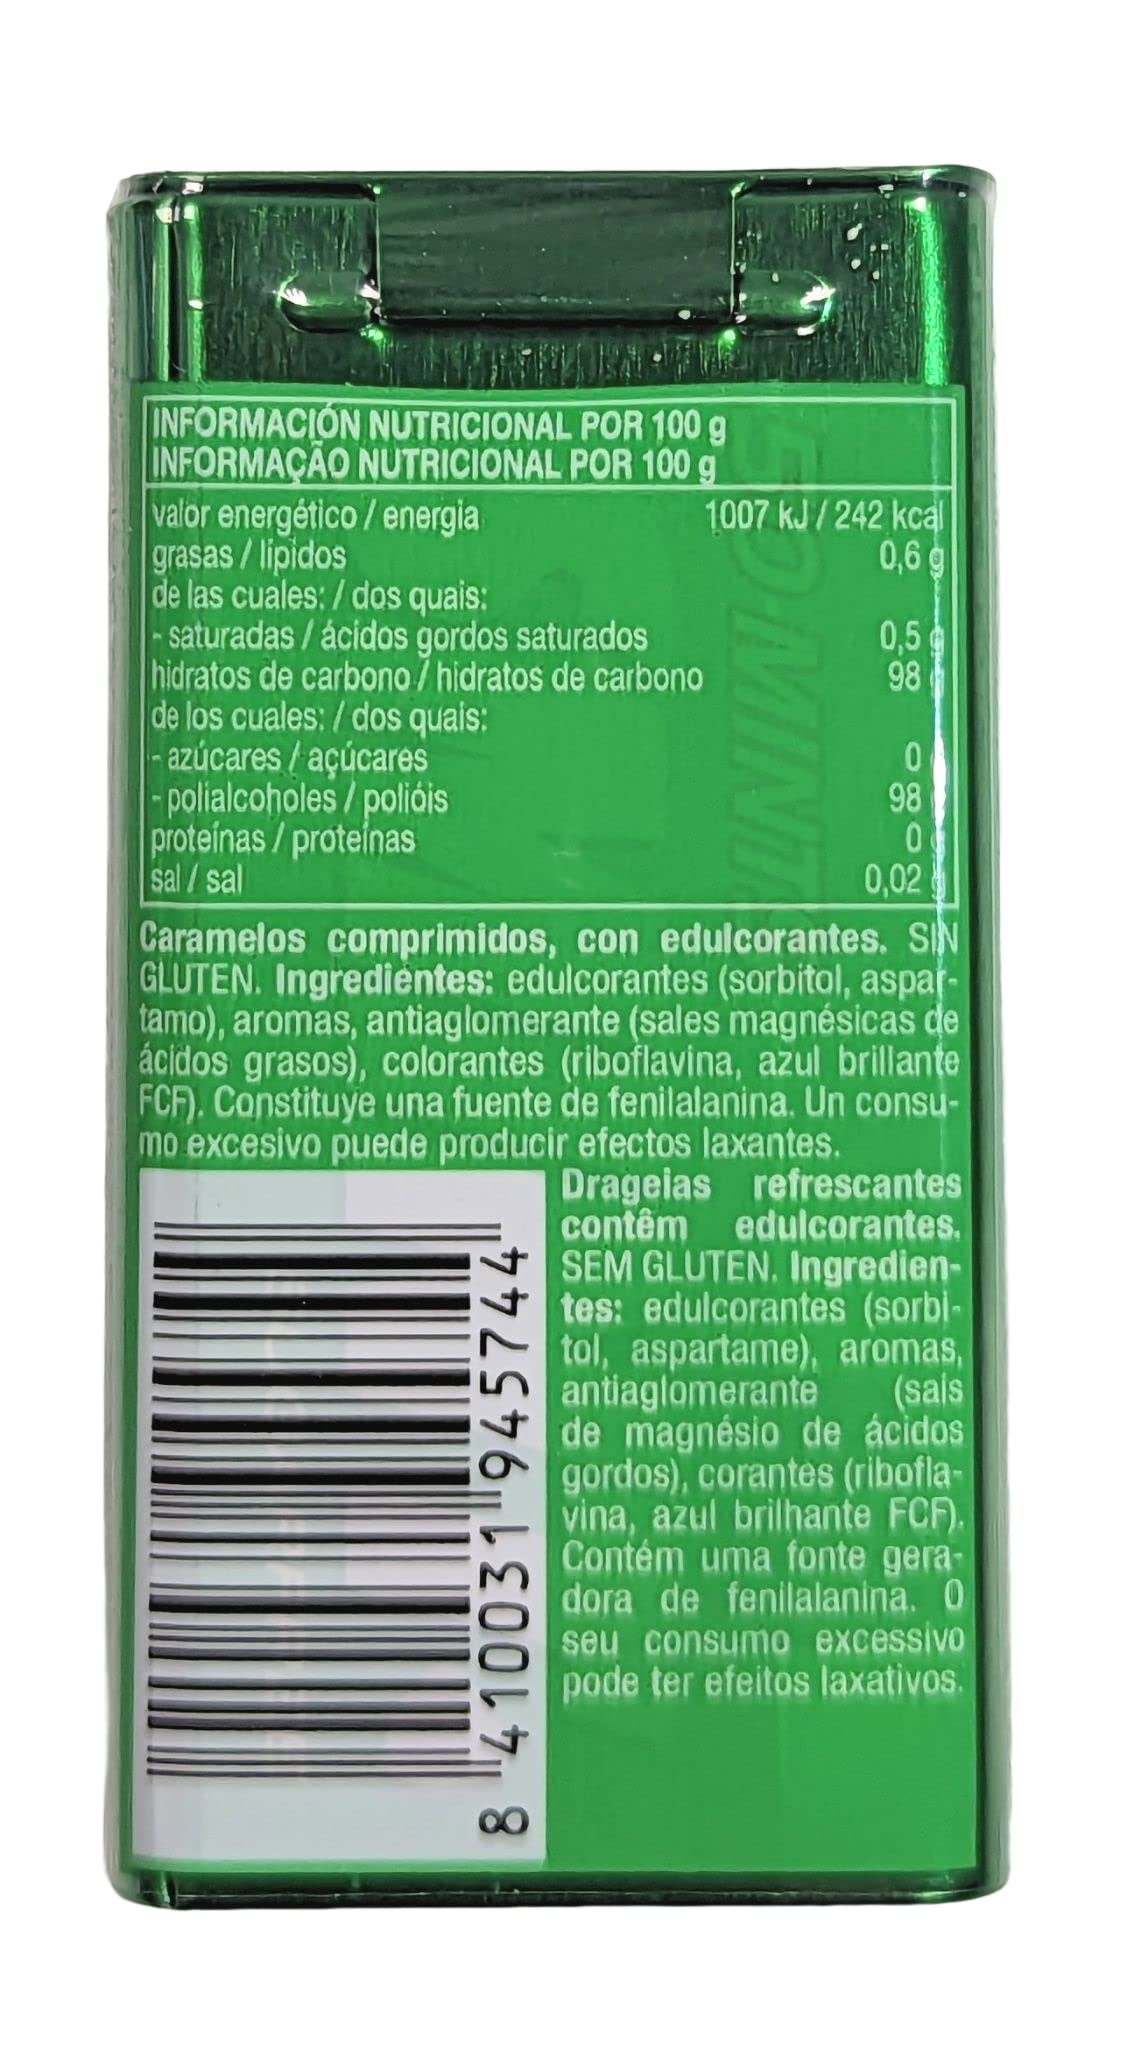 INFORMACIÓN NUTRICIONAL POR 100 g
INFORMAÇÃO NUTRICIONAL POR 100 g
valor energético / energia 1007 kJ / 242 kcal
grasas / lípidos 0,6 g
de las cuales: / dos quais:
- saturadas / ácidos gordos saturados 0,5 g
hidratos de carbono / hidratos de carbono 98 g
de los cuales: / dos quais:
- azúcares / açúcares 0 g
- polialcoholes / polióis 98 g
proteínas / proteínas 0 g
sal / sal 0,02 g
Caramelos comprimidos, con edulcorantes. SIN
GLUTEN. Ingredientes: edulcorantes (sorbitol, aspar-
tamo), aromas, antiaglomerante (sales magnésicas de
ácidos grasos), colorantes (riboflavina, azul brillante
FCF). Constituye una fuente de fenilalanina. Un consu-
mo excesivo puede producir efectos laxantes.
Drageias refrescantes
contêm edulcorantes.
SEM GLUTEN. Ingredien-
tes: edulcorantes (sorbi-
tol, aspartame), aromas,
antiaglomerante (sais
de magnésio de ácidos
gordos), corantes (ribofla-
vina, azul brilhante FCF).
Contém uma fonte gera-
dora de fenilalanina. O
seu consumo excessivo
pode ter efeitos laxativos.
8 410031 945744